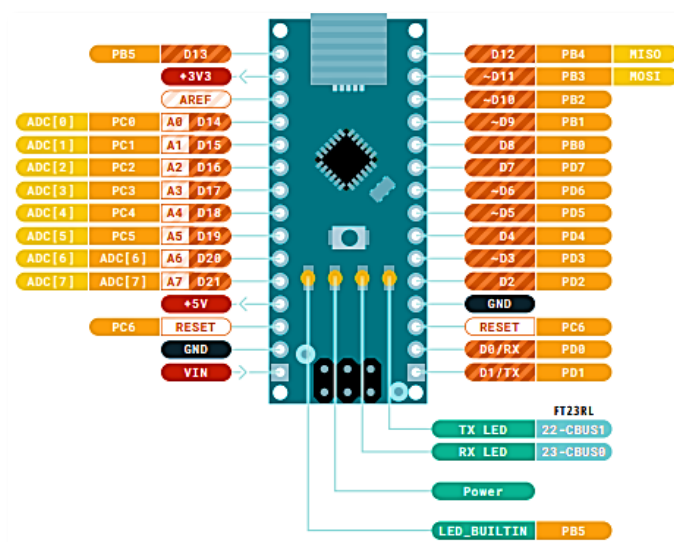 PB5 D13 D12 PB4 MISO
+3V3 ~D11 PB3 MOSI
AREF ~D10 PB2
ADC[0] PC0 A0 D14 ~D9 PB1
ADC[1] PC1 A1 D15 D8 PB0
ADC[2] PC2 A2 D16 D7 PD7
ADC[3] PC3 A3 D17 ~D6 PD6
ADC[4] PC4 A4 D18 ~D5 PD5
ADC[5] PC5 A5 D19 D4 PD4
ADC[6] ADC[6] A6 D20 ~D3 PD3
ADC[7] ADC[7] A7 D21 D2 PD2
+5V GND
PC6 RESET RESET PC6
GND D0/RX PD0
VIN D1/TX PD1
FT23RL
TX LED 22-CBUS1
RX LED 23-CBUS0
Power
LED_BUILTIN PB5